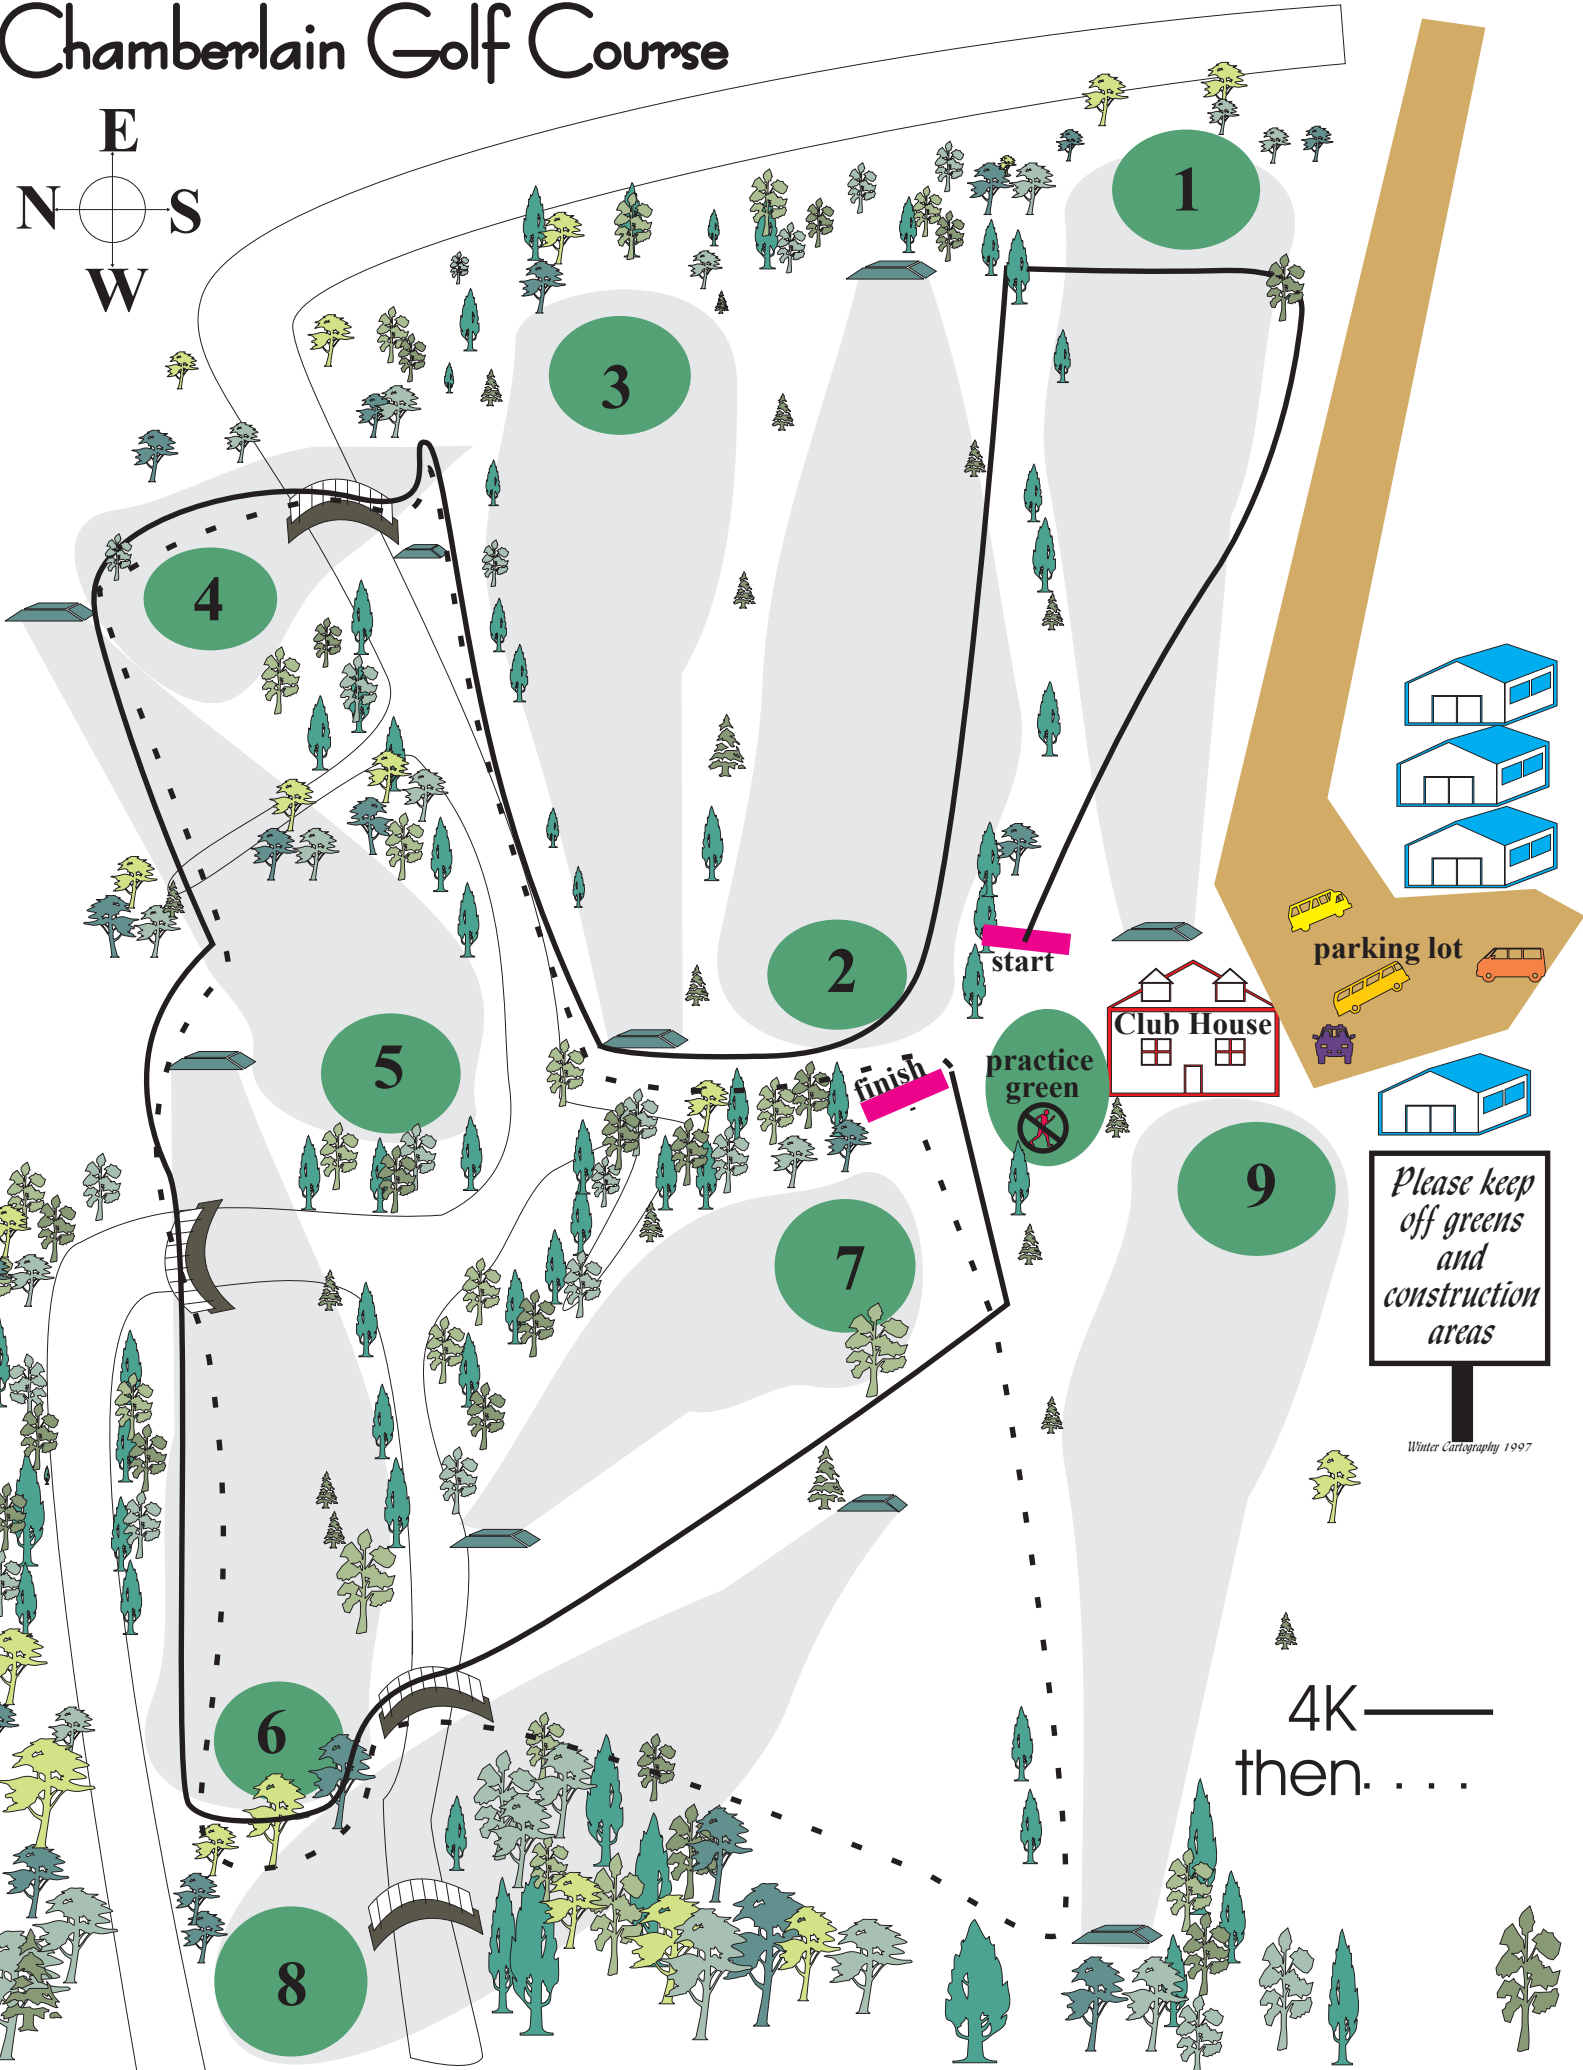 Chamberlain Golf Course
E
N S
W
1
3
4
2
start
parking lot
Club House
practice
green
finish
5
9
7
Please keep
off greens
and
construction
areas
Winter Cartography 1997
6
4K
then. . . .
8